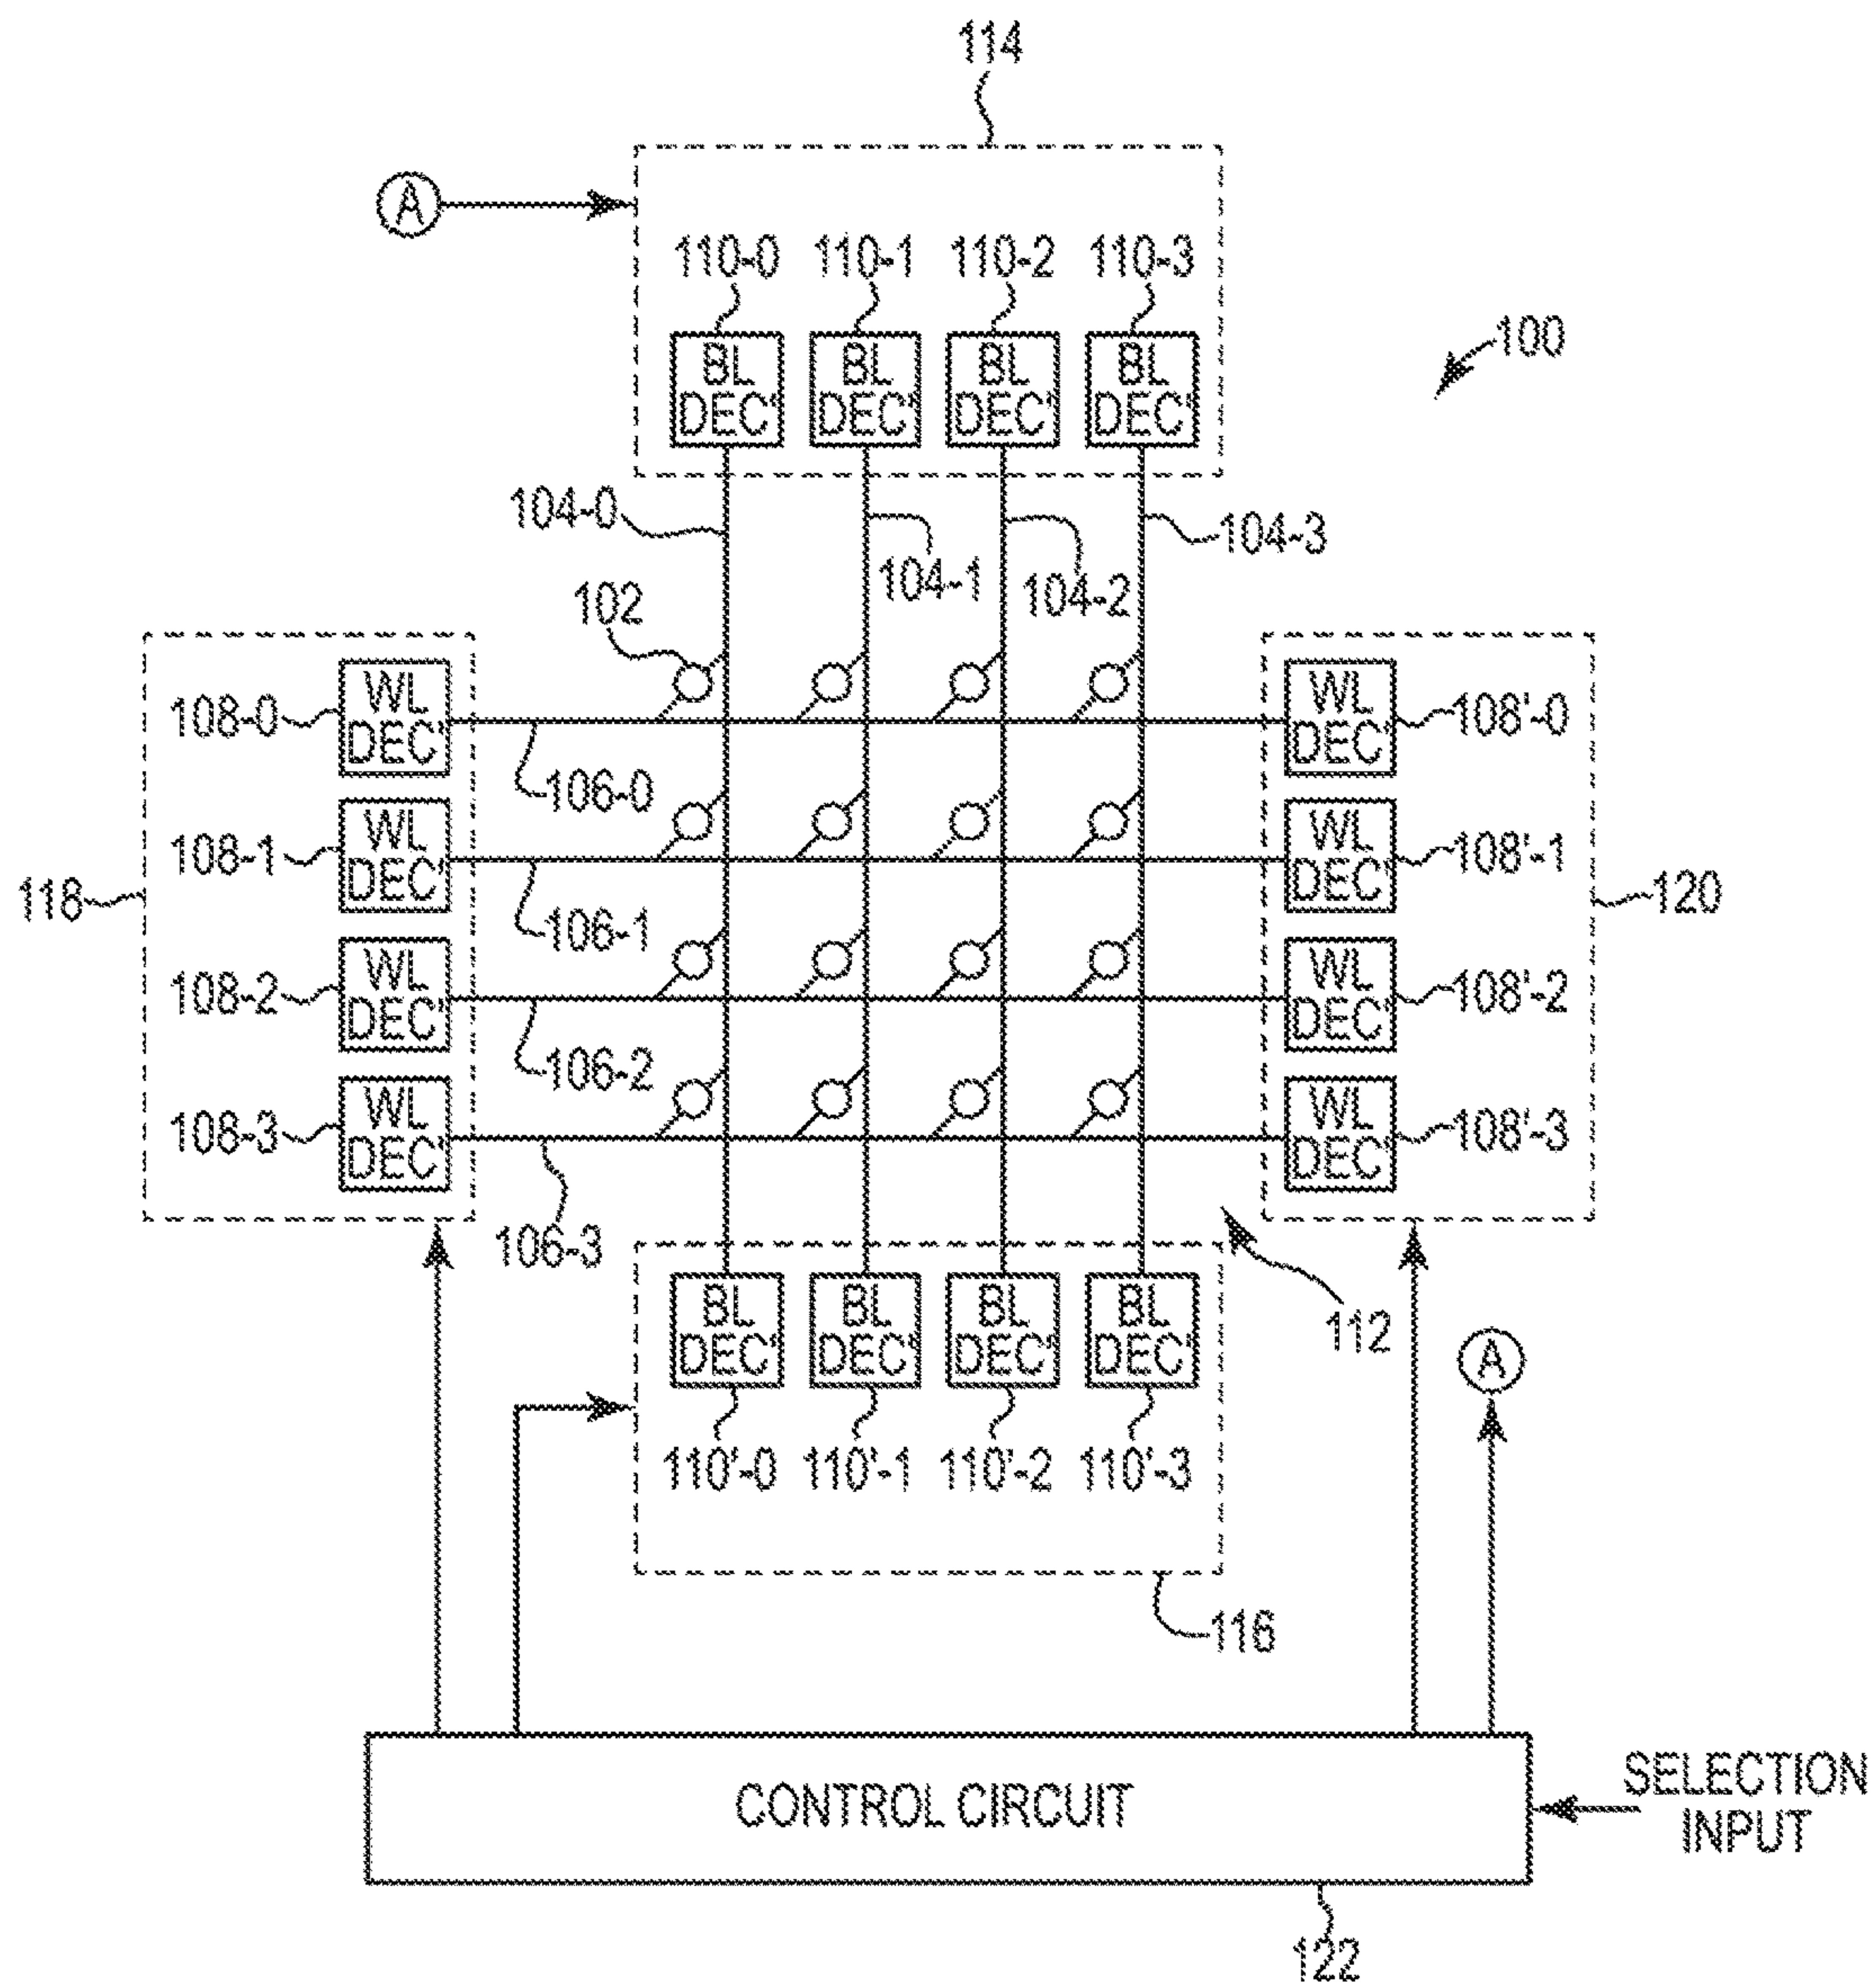 114
A
110-0 110-1 110-2 110-3
BL DEC' BL DEC' BL DEC' BL DEC'
100
104-0
104-1
104-2
104-3
102
108-0 WL DEC'
106-0
WL DEC' 108'-0
108-1 WL DEC'
106-1
WL DEC' 108'-1
118
120
108-2 WL DEC'
106-2
WL DEC' 108'-2
108-3 WL DEC'
106-3
WL DEC' 108'-3
BL DEC' BL DEC' BL DEC' BL DEC'
112
A
110'-0 110'-1 110'-2 110'-3
116
CONTROL CIRCUIT
SELECTION
INPUT
122